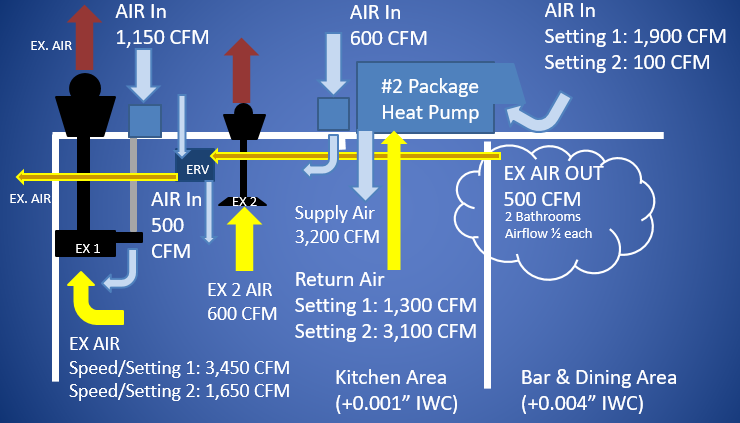 AIR In
1,150 CFM
AIR In
600 CFM
AIR In
Setting 1: 1,900 CFM
Setting 2: 100 CFM
EX. AIR
#2 Package
Heat Pump
ERV
EX. AIR
AIR In
500
CFM
EX 2
EX AIR OUT
500 CFM
2 Bathrooms
Airflow ½ each
Supply Air
3,200 CFM
EX 1
EX 2 AIR
600 CFM
Return Air
Setting 1: 1,300 CFM
Setting 2: 3,100 CFM
EX AIR
Speed/Setting 1: 3,450 CFM
Speed/Setting 2: 1,650 CFM
Kitchen Area
(+0.001” IWC)
Bar & Dining Area
(+0.004” IWC)